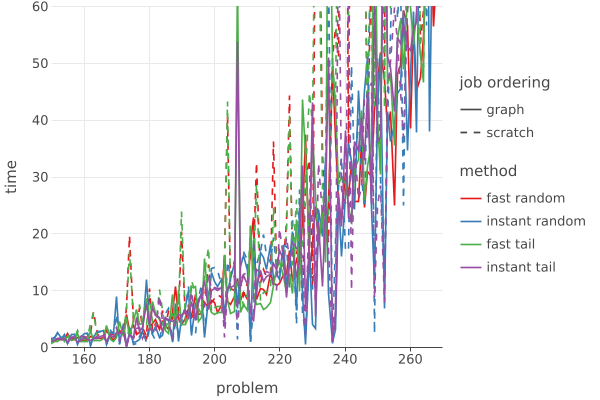 60
50
40
30
20
10
0
time
160
180
200
220
240
260
problem
job ordering
graph
scratch
method
fast random
instant random
fast tail
instant tail